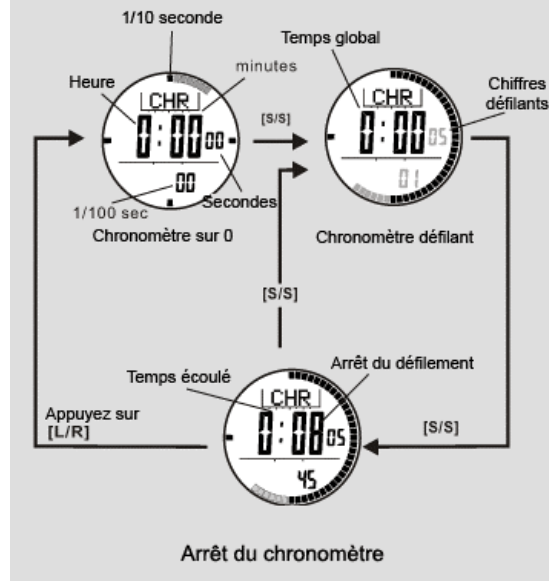 1/10 seconde
Heure
minutes
CHR
0:00 00
00
1/100 sec
Secondes
Chronomètre sur 0
[S/S]
Temps global
Chiffres
défilants
CHR
0:00 05
01
Chronomètre défilant
[S/S]
Temps écoulé
Arrêt du défilement
CHR
0:08 05
45
Appuyez sur
[L/R]
[S/S]
Arrêt du chronomètre